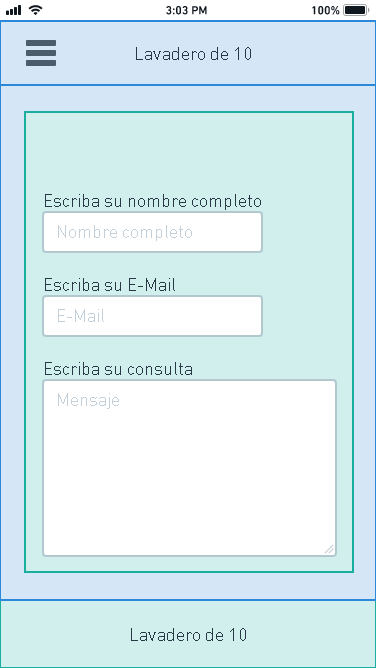 3:03 PM
100%
Lavadero de 10
Escriba su nombre completo
Nombre completo
Escriba su E-Mail
E-Mail
Escriba su consulta
Mensaje
Lavadero de 10